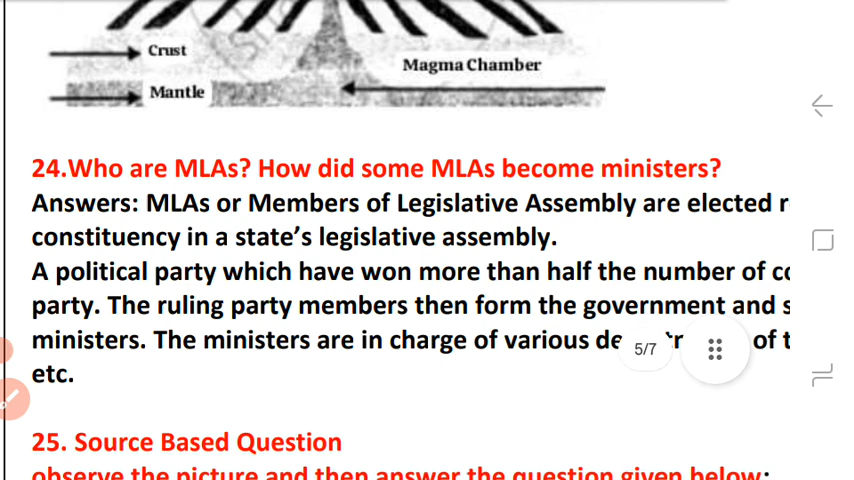 Crust
Magma Chamber
Mantle
24.Who are MLAs? How did some MLAs become ministers?
Answers: MLAs or Members of Legislative Assembly are elected
constituency in a state's legislative assembly.
A political party which have won more than half the number of
party. The ruling party members then form the government and
ministers. The ministers are in charge of various of
etc.
5/7
25. Source Based Question
observe the picture and then answer the question given below: